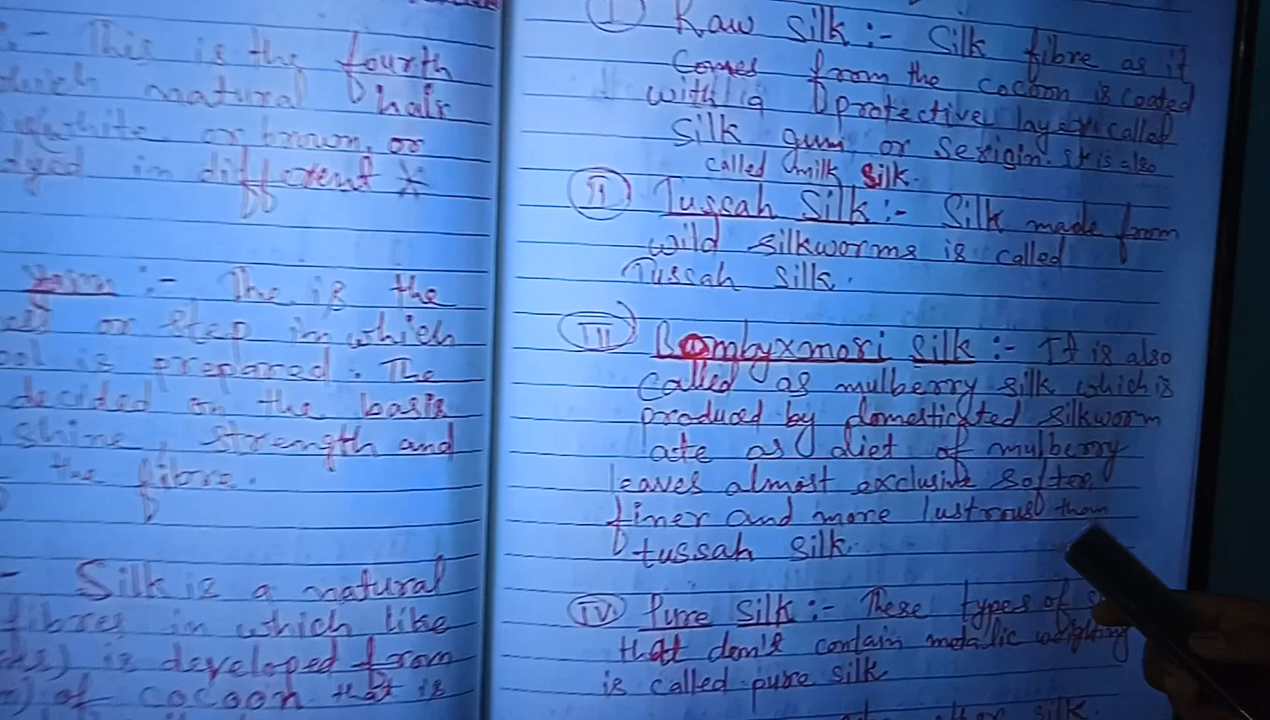 :- This is the fourth
which natural hair
white or brown, or
dyed in different *
:- The is the
or step in which
is prepared. The
decided on the basis
shine, strength and
the fibre.
- Silk is a natural
fibres in which like
is developed from
of cocoon that is
I Raw Silk:- Silk fibre as it
Comes from the cocoon is coated
with a protective layer called
Silk gum or Serigin. It is also
called milk Silk.
II Tussah Silk:- Silk made from
wild silkworms is called
Tussah Silk.
III Bombyxmori Silk:- It is also
Called as mulberry silk which is
produced by domesticated silkworm
ate as diet of mulberry
leaves almost exclusive Softer
finer and more lustrous than
tussah silk.
IV Pure Silk:- These types of
that don't contain metallic weighting
is called pure silk
silk.